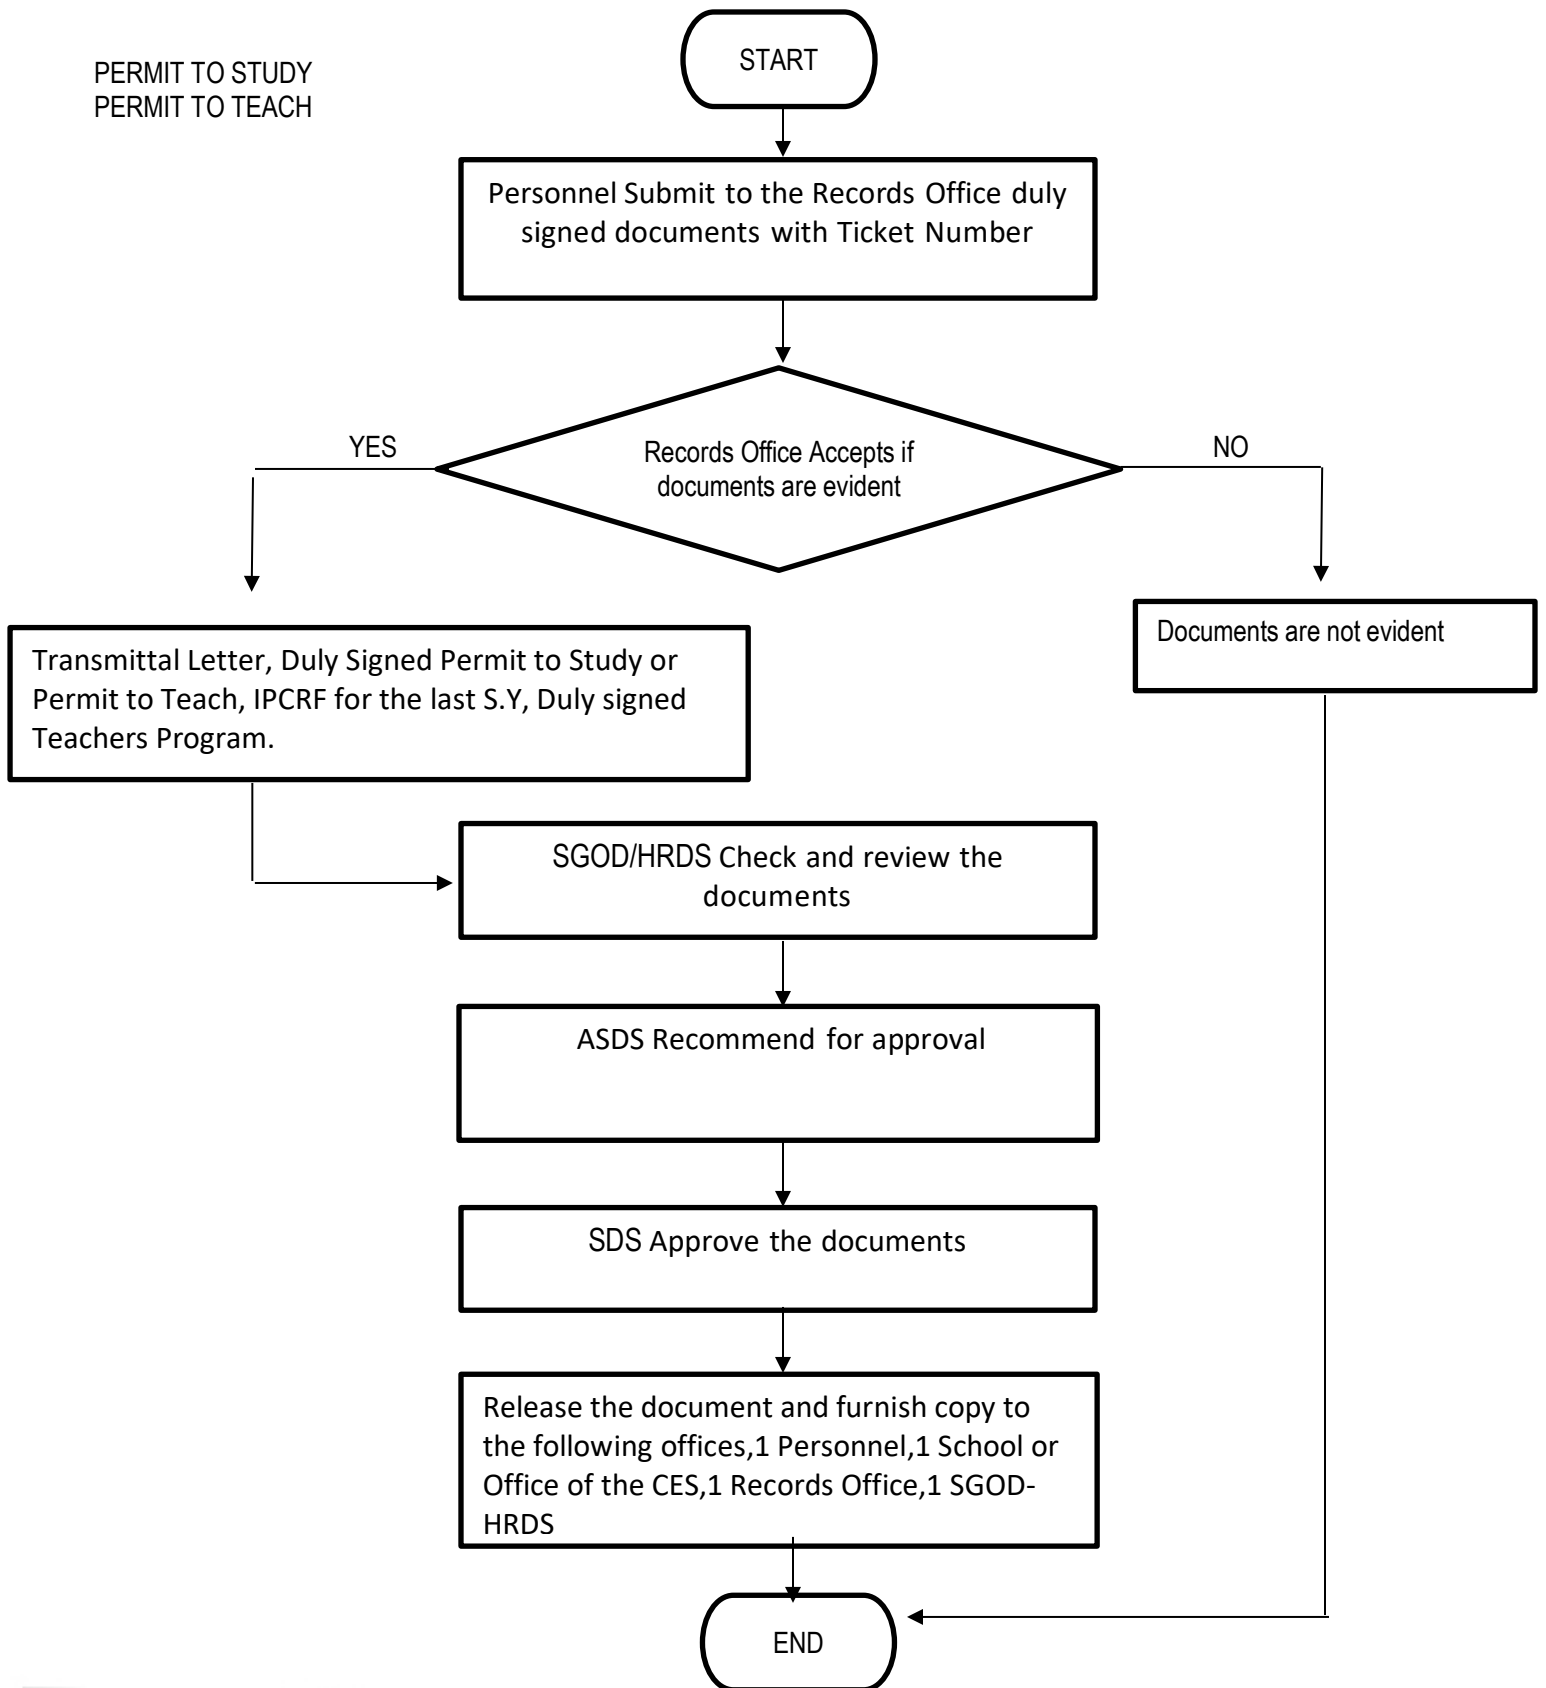 PERMIT TO STUDY
PERMIT TO TEACH
START
Personnel Submit to the Records Office duly
signed documents with Ticket Number
YES
Records Office Accepts if
documents are evident
NO
Transmittal Letter, Duly Signed Permit to Study or
Permit to Teach, IPCRF for the last S.Y, Duly signed
Teachers Program.
Documents are not evident
SGOD/HRDS Check and review the
documents
ASDS Recommend for approval
SDS Approve the documents
Release the document and furnish copy to
the following offices,1 Personnel,1 School or
Office of the CES,1 Records Office,1 SGOD-
HRDS
END